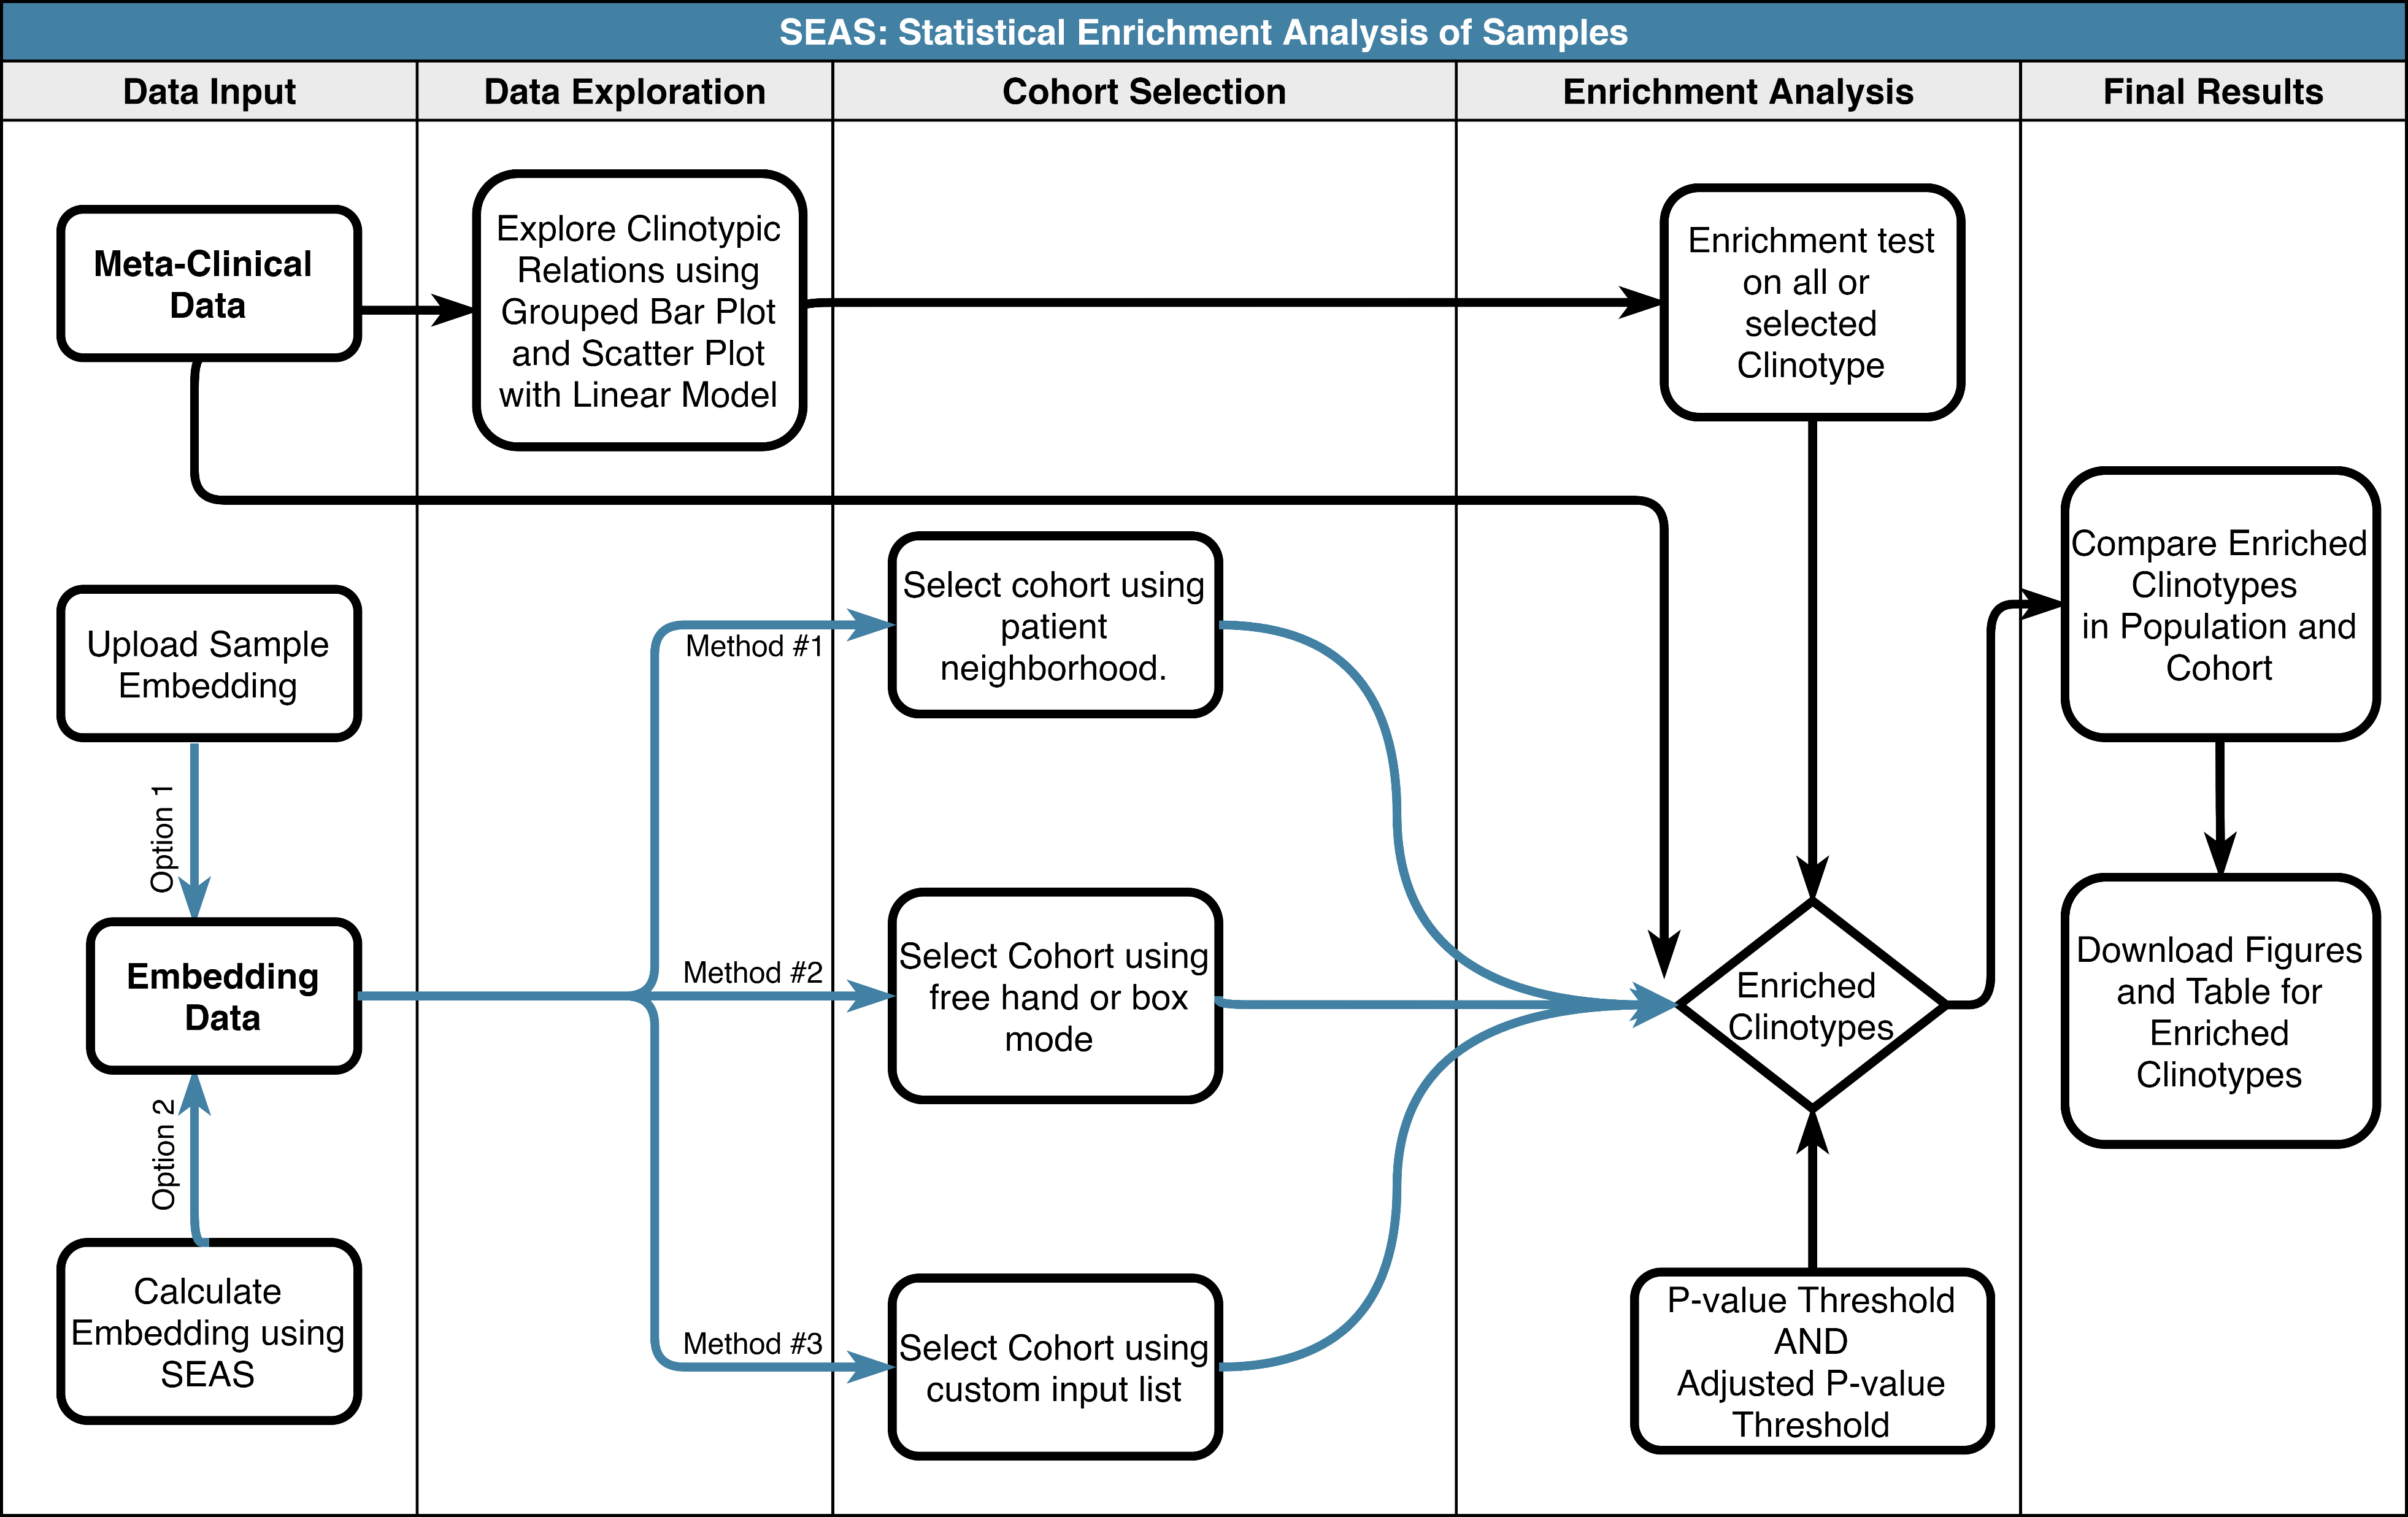 SEAS: Statistical Enrichment Analysis of Samples
Data Input
Data Exploration
Cohort Selection
Enrichment Analysis
Final Results
Meta-Clinical
Data
Explore Clinotypic
Relations using
Grouped Bar Plot
and Scatter Plot
with Linear Model
Enrichment test
on all or
selected
Clinotype
Upload Sample
Embedding
Option 1
Embedding
Data
Option 2
Calculate
Embedding using
SEAS
Method #1
Method #2
Method #3
Select cohort using
patient
neighborhood.
Select Cohort using
free hand or box
mode
Select Cohort using
custom input list
Enriched
Clinotypes
P-value Threshold
AND
Adjusted P-value
Threshold
Compare Enriched
Clinotypes
in Population and
Cohort
Download Figures
and Table for
Enriched
Clinotypes